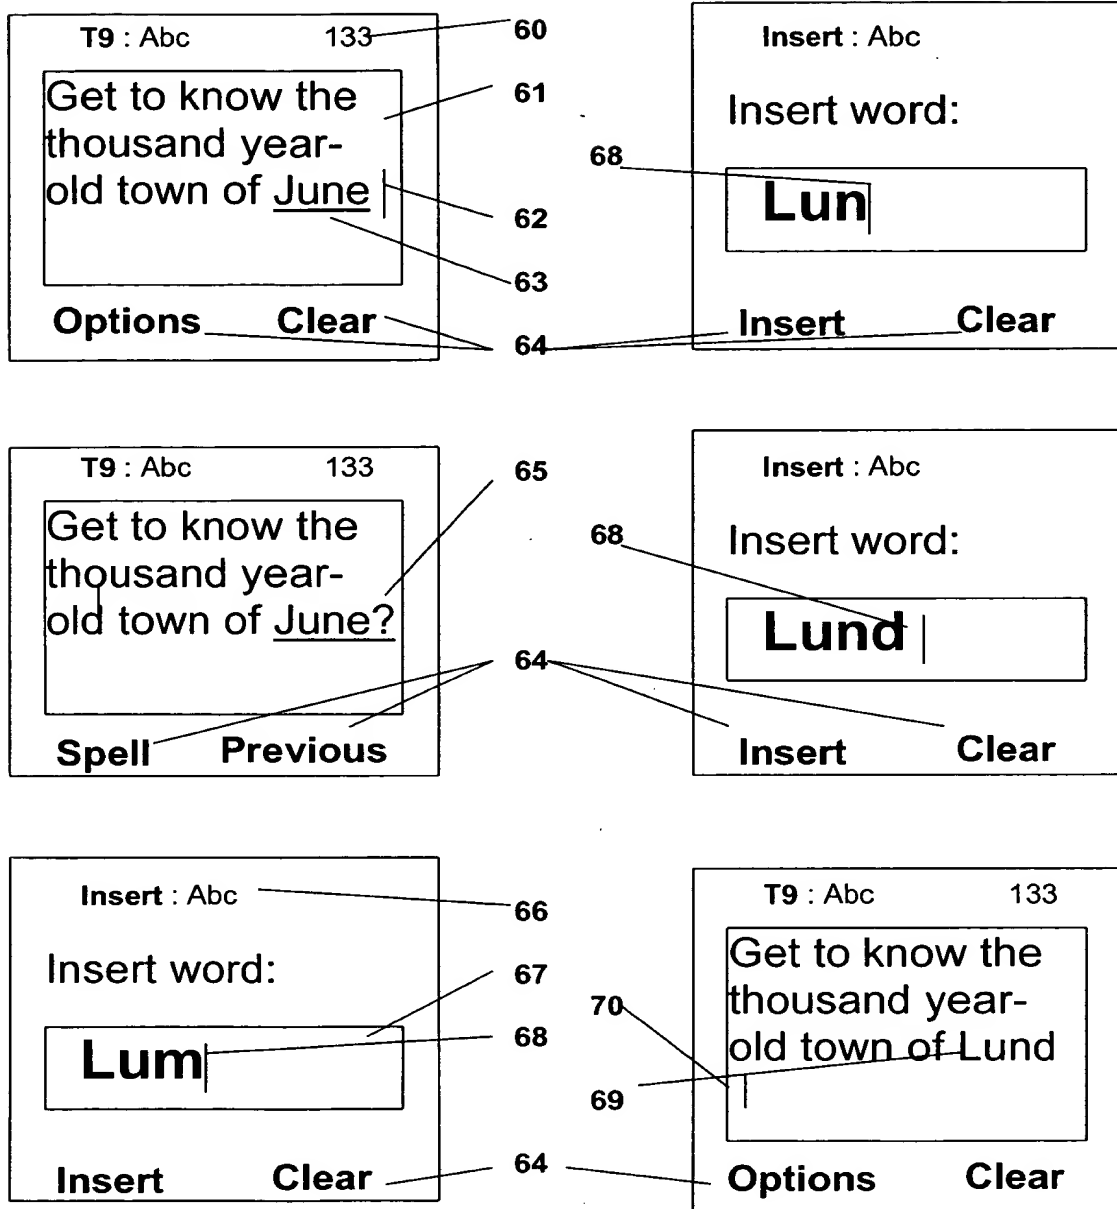 T9 : Abc 133
Get to know the
thousand year-
old town of June
Options Clear
60
61
62
63
64
T9 : Abc 133
Get to know the
thousand year-
old town of June?
Spell Previous
65
64
Insert : Abc
Insert word:
Lum
Insert Clear
66
67
68
64
Insert : Abc
Insert word:
68
Lun
Insert Clear
Insert : Abc
Insert word:
68
Lund
Insert Clear
T9 : Abc 133
Get to know the
thousand year-
old town of Lund
70
69
Options Clear